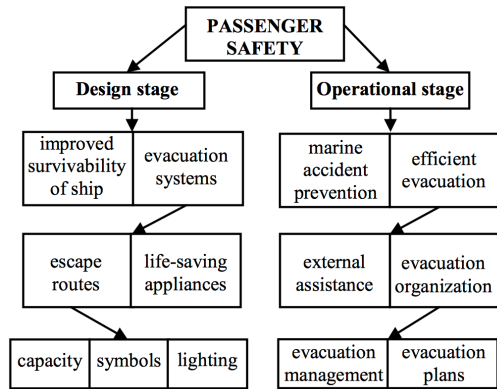 PASSENGER
SAFETY
Design stage
Operational stage
improved
survivability
of ship
evacuation
systems
marine
accident
prevention
efficient
evacuation
escape
routes
life-saving
appliances
external
assistance
evacuation
organization
capacity
symbols
lighting
evacuation
management
evacuation
plans